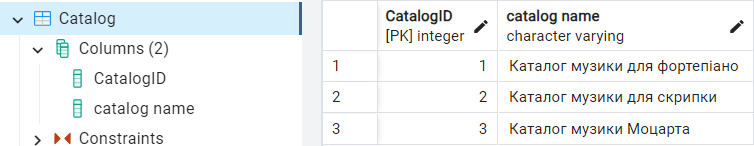 Catalog
Columns (2)
CatalogID
catalog name
Constraints
CatalogID catalog name
[PK] integer character varying
1 1 Каталог музики для фортепіано
2 2 Каталог музики для скрипки
3 3 Каталог музики Моцарта